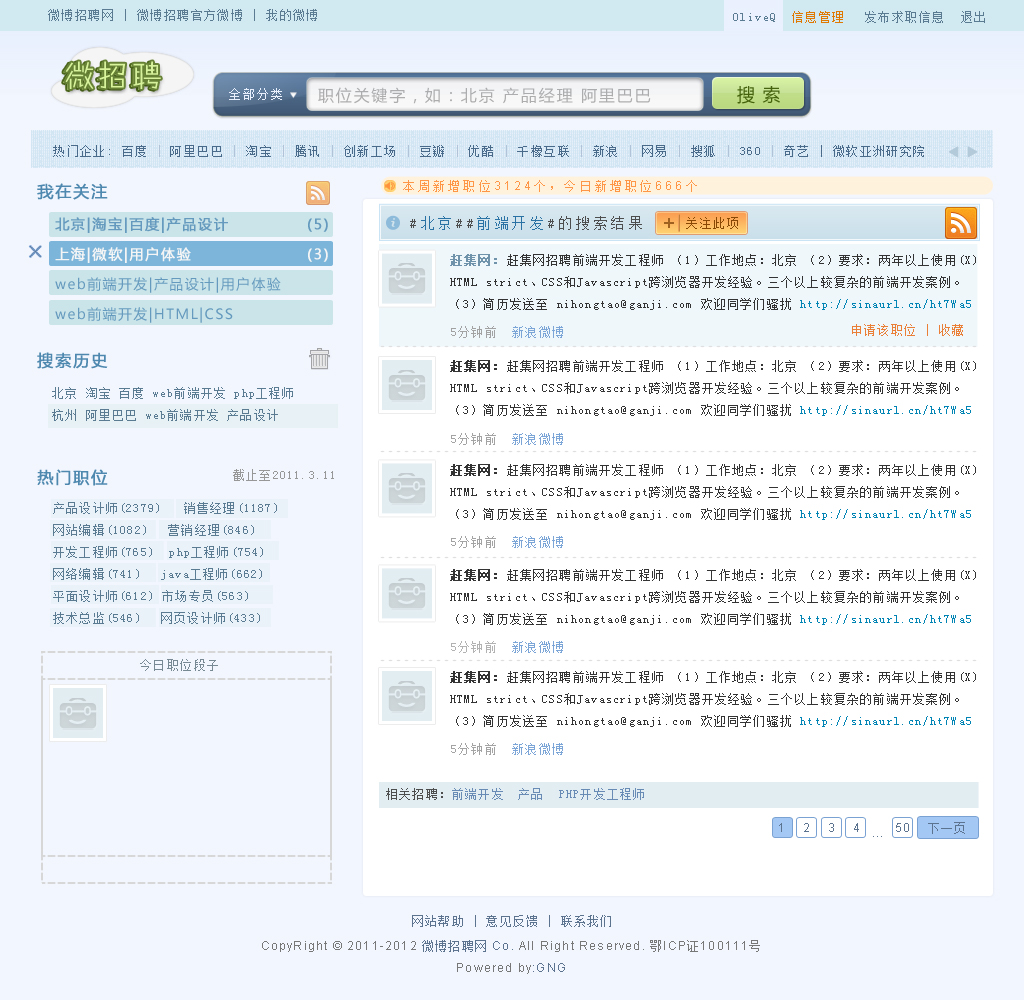 微博招聘网 | 微博招聘官方微博 | 我的微博
OliveQ 信息管理 发布求职信息 退出
微招聘
全部分类 职位关键字，如：北京 产品经理 阿里巴巴 搜 索
热门企业： 百度 | 阿里巴巴 | 淘宝 | 腾讯 | 创新工场 | 豆瓣 | 优酷 | 千橡互联 | 新浪 | 网易 | 搜狐 | 360 | 奇艺 | 微软亚洲研究院
我在关注
北京|淘宝|百度|产品设计 (5)
上海|微软|用户体验 (3)
web前端开发|产品设计|用户体验
web前端开发|HTML|CSS
搜索历史
北京 淘宝 百度 web前端开发 php工程师
杭州 阿里巴巴 web前端开发 产品设计
热门职位 截止至2011.3.11
产品设计师(2379) 销售经理(1187)
网站编辑(1082) 营销经理(846)
开发工程师(765) php工程师(754)
网络编辑(741) java工程师(662)
平面设计师(612) 市场专员(563)
技术总监(546) 网页设计师(433)
今日职位段子
本周新增职位3124个，今日新增职位666个
#北京##前端开发#的搜索结果 + 关注此项
赶集网：赶集网招聘前端开发工程师 （1）工作地点：北京 （2）要求：两年以上使用(X)
HTML strict、CSS和Javascript跨浏览器开发经验。三个以上较复杂的前端开发案例。
（3）简历发送至 nihongtao@ganji.com 欢迎同学们骚扰 http://sinaurl.cn/ht7Wa5
5分钟前 新浪微博 申请该职位 | 收藏
赶集网：赶集网招聘前端开发工程师 （1）工作地点：北京 （2）要求：两年以上使用(X)
HTML strict、CSS和Javascript跨浏览器开发经验。三个以上较复杂的前端开发案例。
（3）简历发送至 nihongtao@ganji.com 欢迎同学们骚扰 http://sinaurl.cn/ht7Wa5
5分钟前 新浪微博
赶集网：赶集网招聘前端开发工程师 （1）工作地点：北京 （2）要求：两年以上使用(X)
HTML strict、CSS和Javascript跨浏览器开发经验。三个以上较复杂的前端开发案例。
（3）简历发送至 nihongtao@ganji.com 欢迎同学们骚扰 http://sinaurl.cn/ht7Wa5
5分钟前 新浪微博
赶集网：赶集网招聘前端开发工程师 （1）工作地点：北京 （2）要求：两年以上使用(X)
HTML strict、CSS和Javascript跨浏览器开发经验。三个以上较复杂的前端开发案例。
（3）简历发送至 nihongtao@ganji.com 欢迎同学们骚扰 http://sinaurl.cn/ht7Wa5
5分钟前 新浪微博
赶集网：赶集网招聘前端开发工程师 （1）工作地点：北京 （2）要求：两年以上使用(X)
HTML strict、CSS和Javascript跨浏览器开发经验。三个以上较复杂的前端开发案例。
（3）简历发送至 nihongtao@ganji.com 欢迎同学们骚扰 http://sinaurl.cn/ht7Wa5
5分钟前 新浪微博
相关招聘：前端开发 产品 PHP开发工程师
1 2 3 4 ... 50 下一页
网站帮助 | 意见反馈 | 联系我们
CopyRight © 2011-2012 微博招聘网 Co. All Right Reserved. 鄂ICP证100111号
Powered by:GNG